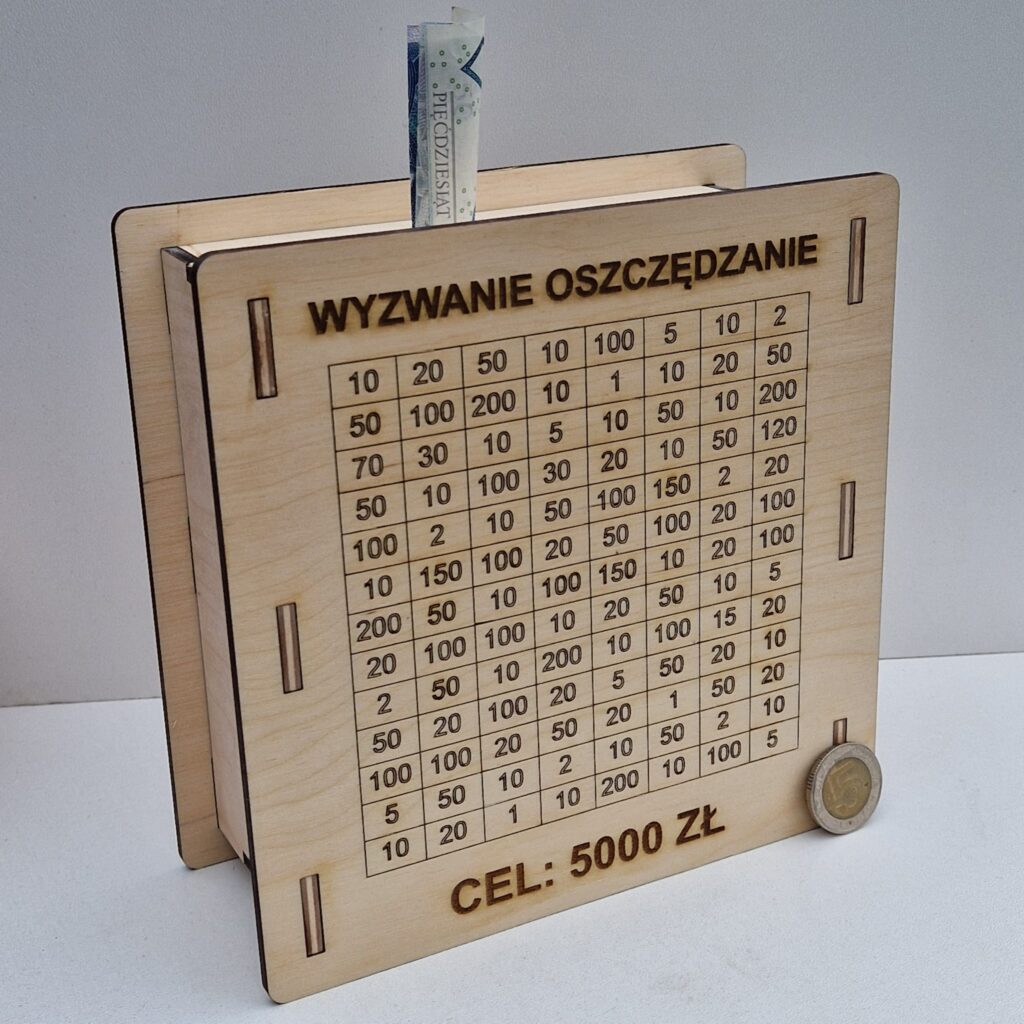 PIĘĆDZIESIĄT
WYZWANIE OSZCZĘDZANIE
10 20 50 10 100 5 10 2
50 100 200 10 1 10 20 50
70 30 10 5 10 50 10 200
50 10 100 30 20 10 50 120
100 2 10 50 100 150 2 20
10 150 100 20 50 100 20 100
200 50 10 100 150 10 20 100
20 100 100 10 20 50 10 5
2 50 10 200 10 100 15 20
50 20 100 20 5 50 20 10
100 100 20 50 20 1 50 20
5 50 10 2 10 50 2 10
10 20 1 10 200 10 100 5
CEL: 5000 ZŁ
5